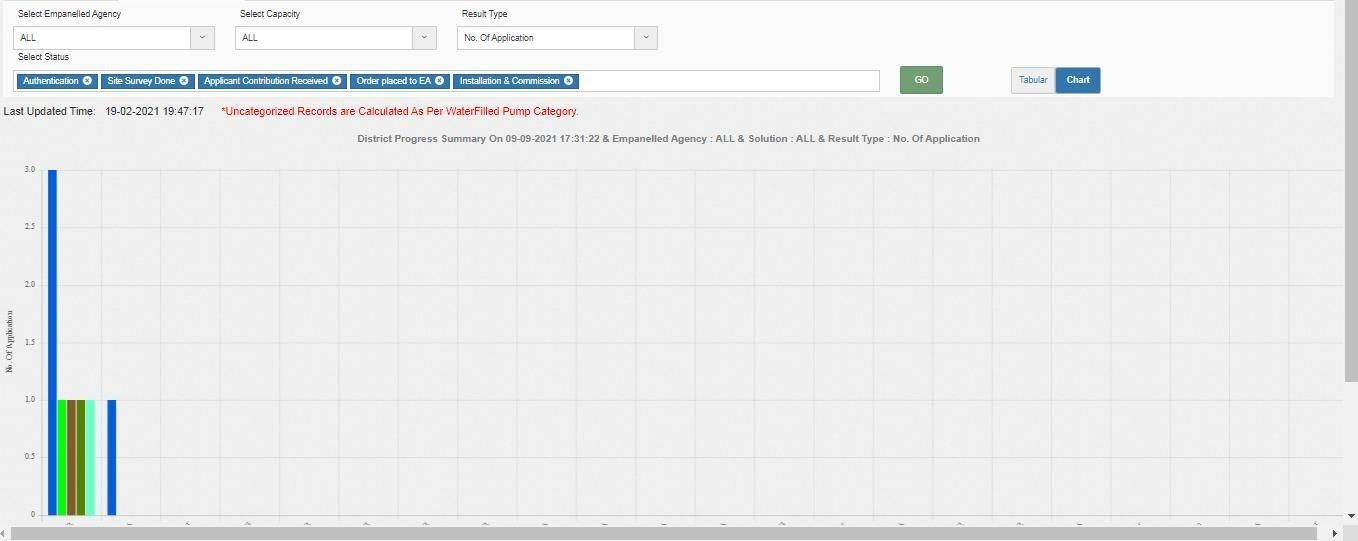 Select Empanelled Agency Select Capacity Result Type
ALL ALL No. Of Application
Select Status
Authentication Site Survey Done Applicant Contribution Received Order placed to EA Installation & Commission GO Tabular Chart
Last Updated Time: 19-02-2021 19:47:17 *Uncategorized Records are Calculated As Per WaterFilled Pump Category.
District Progress Summary On 09-09-2021 17:31:22 & Empanelled Agency : ALL & Solution : ALL & Result Type : No. Of Application
3.0
2.5
2.0
No. Of Application
1.5
1.0
0.5
0